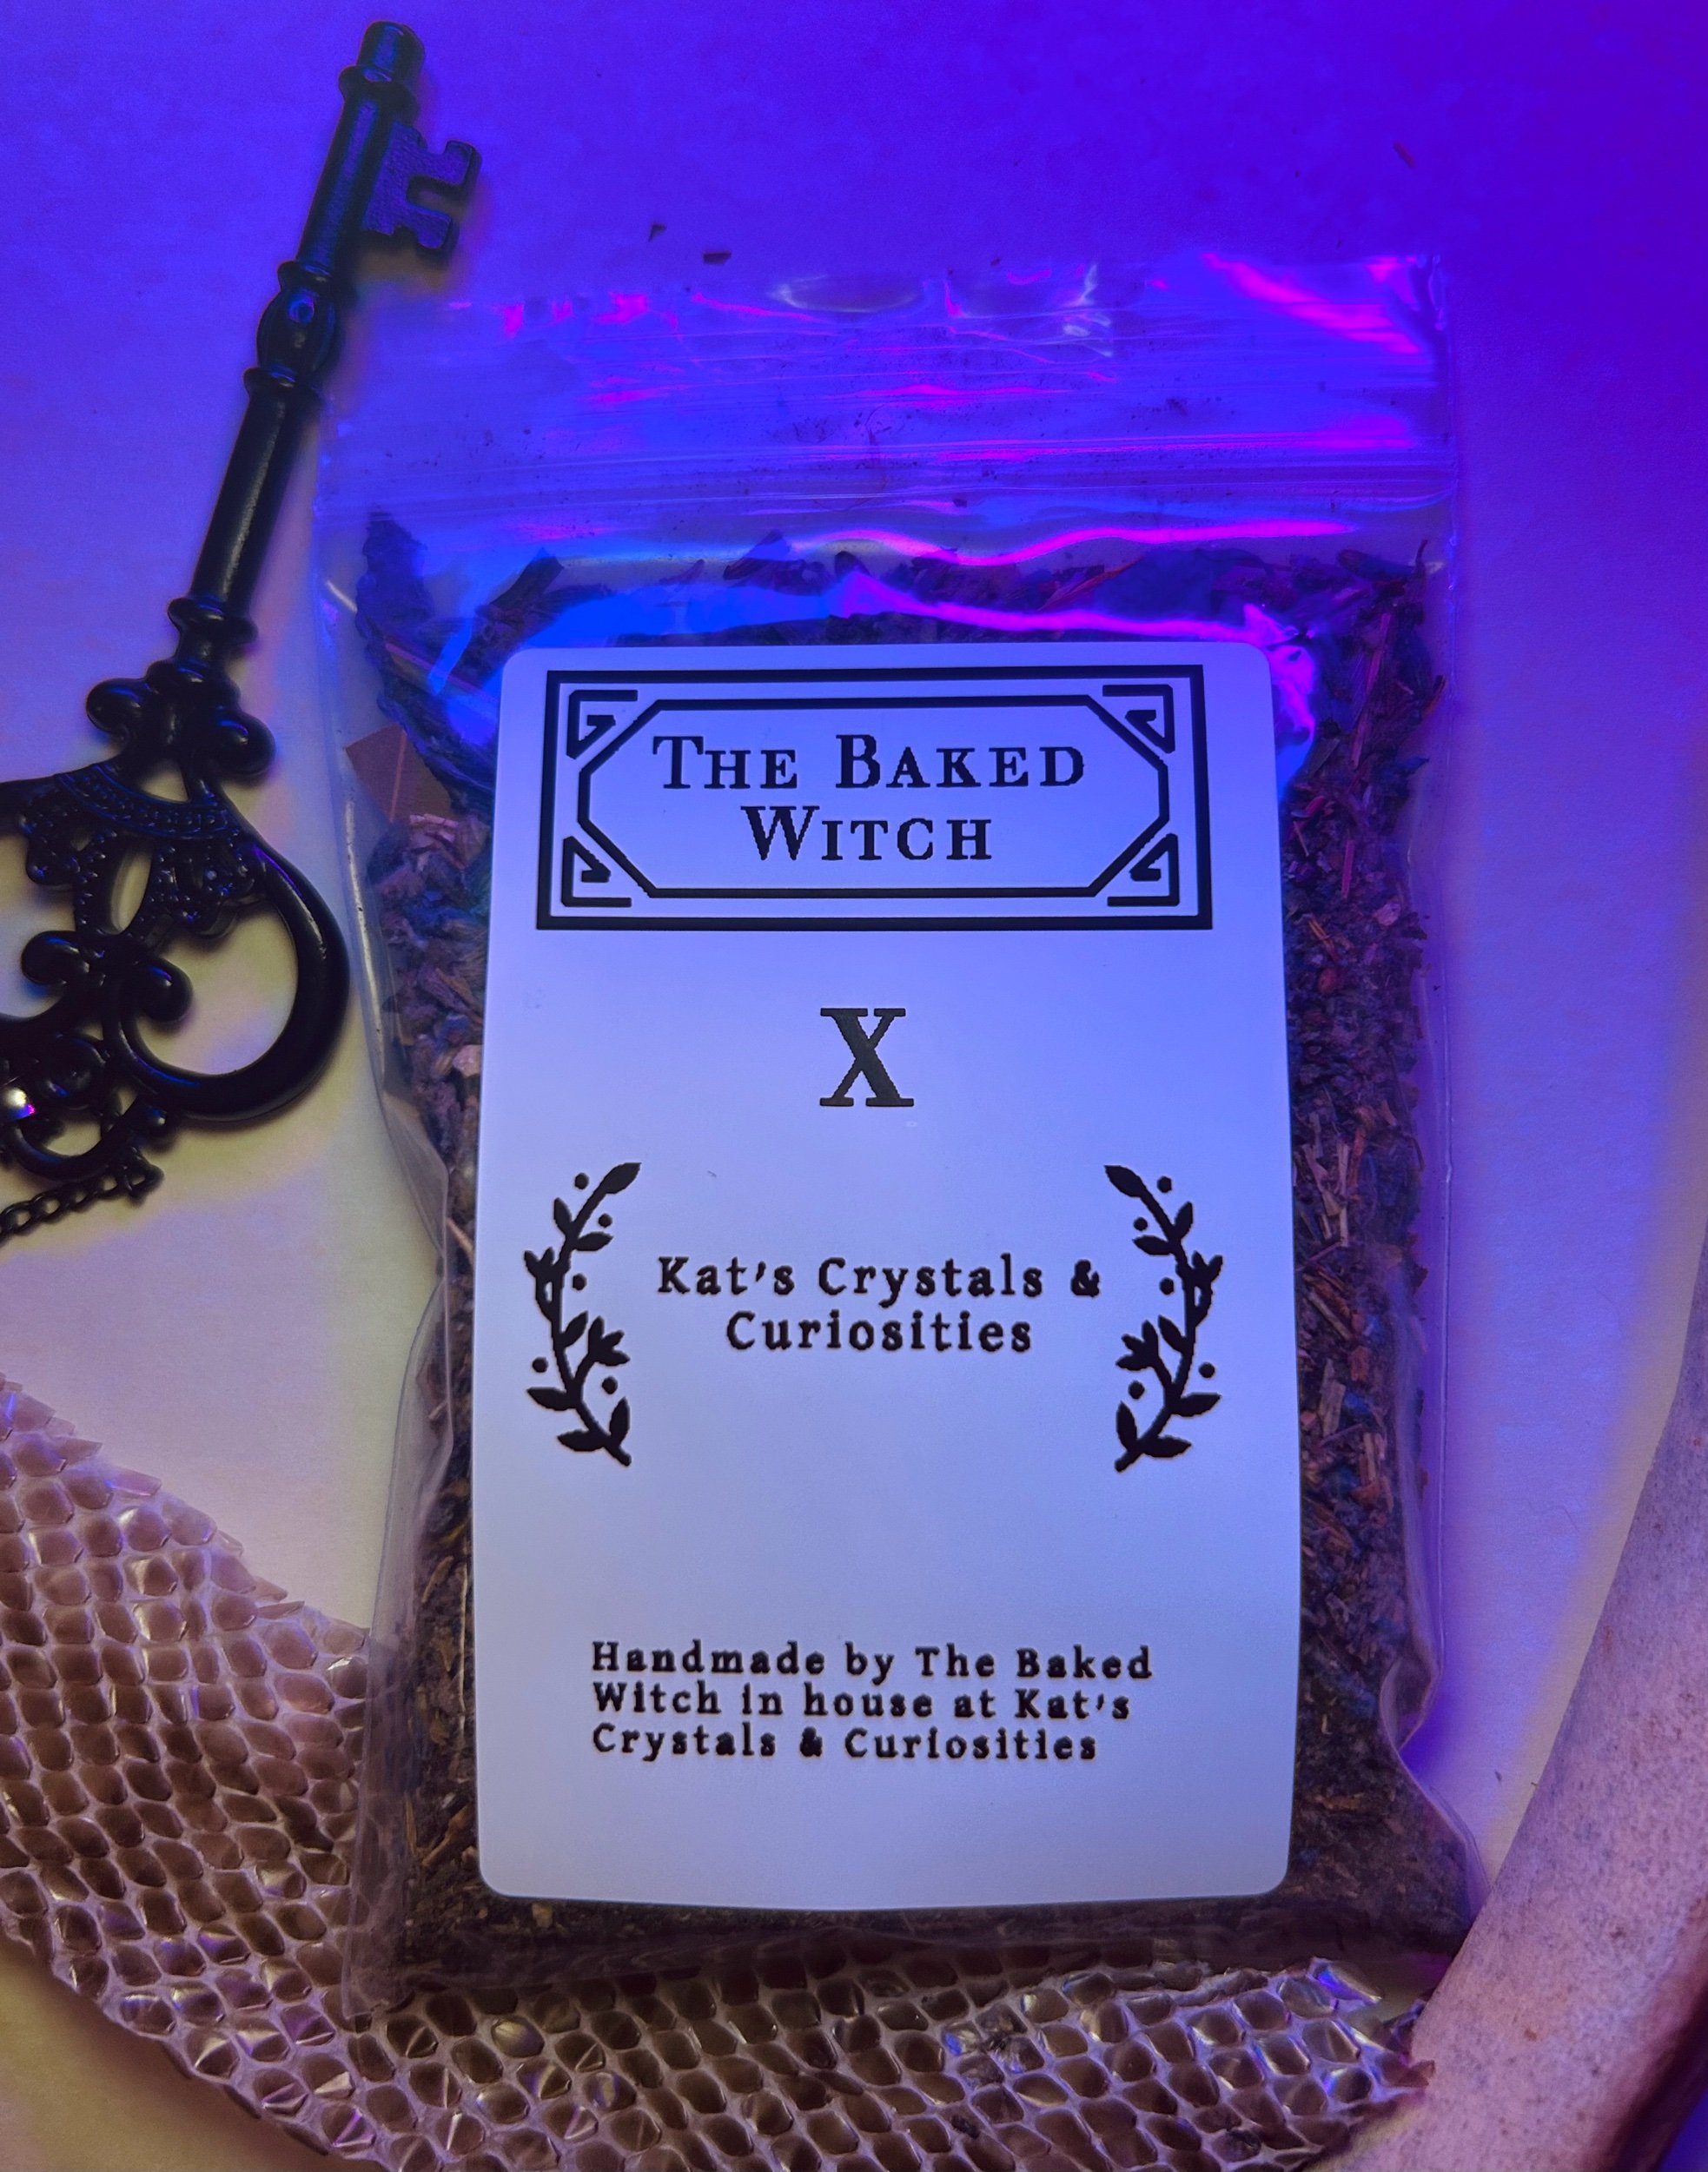 The Baked
Witch
X
Kat's Crystals &
Curiosities
Handmade by The Baked
Witch in house at Kat's
Crystals & Curiosities